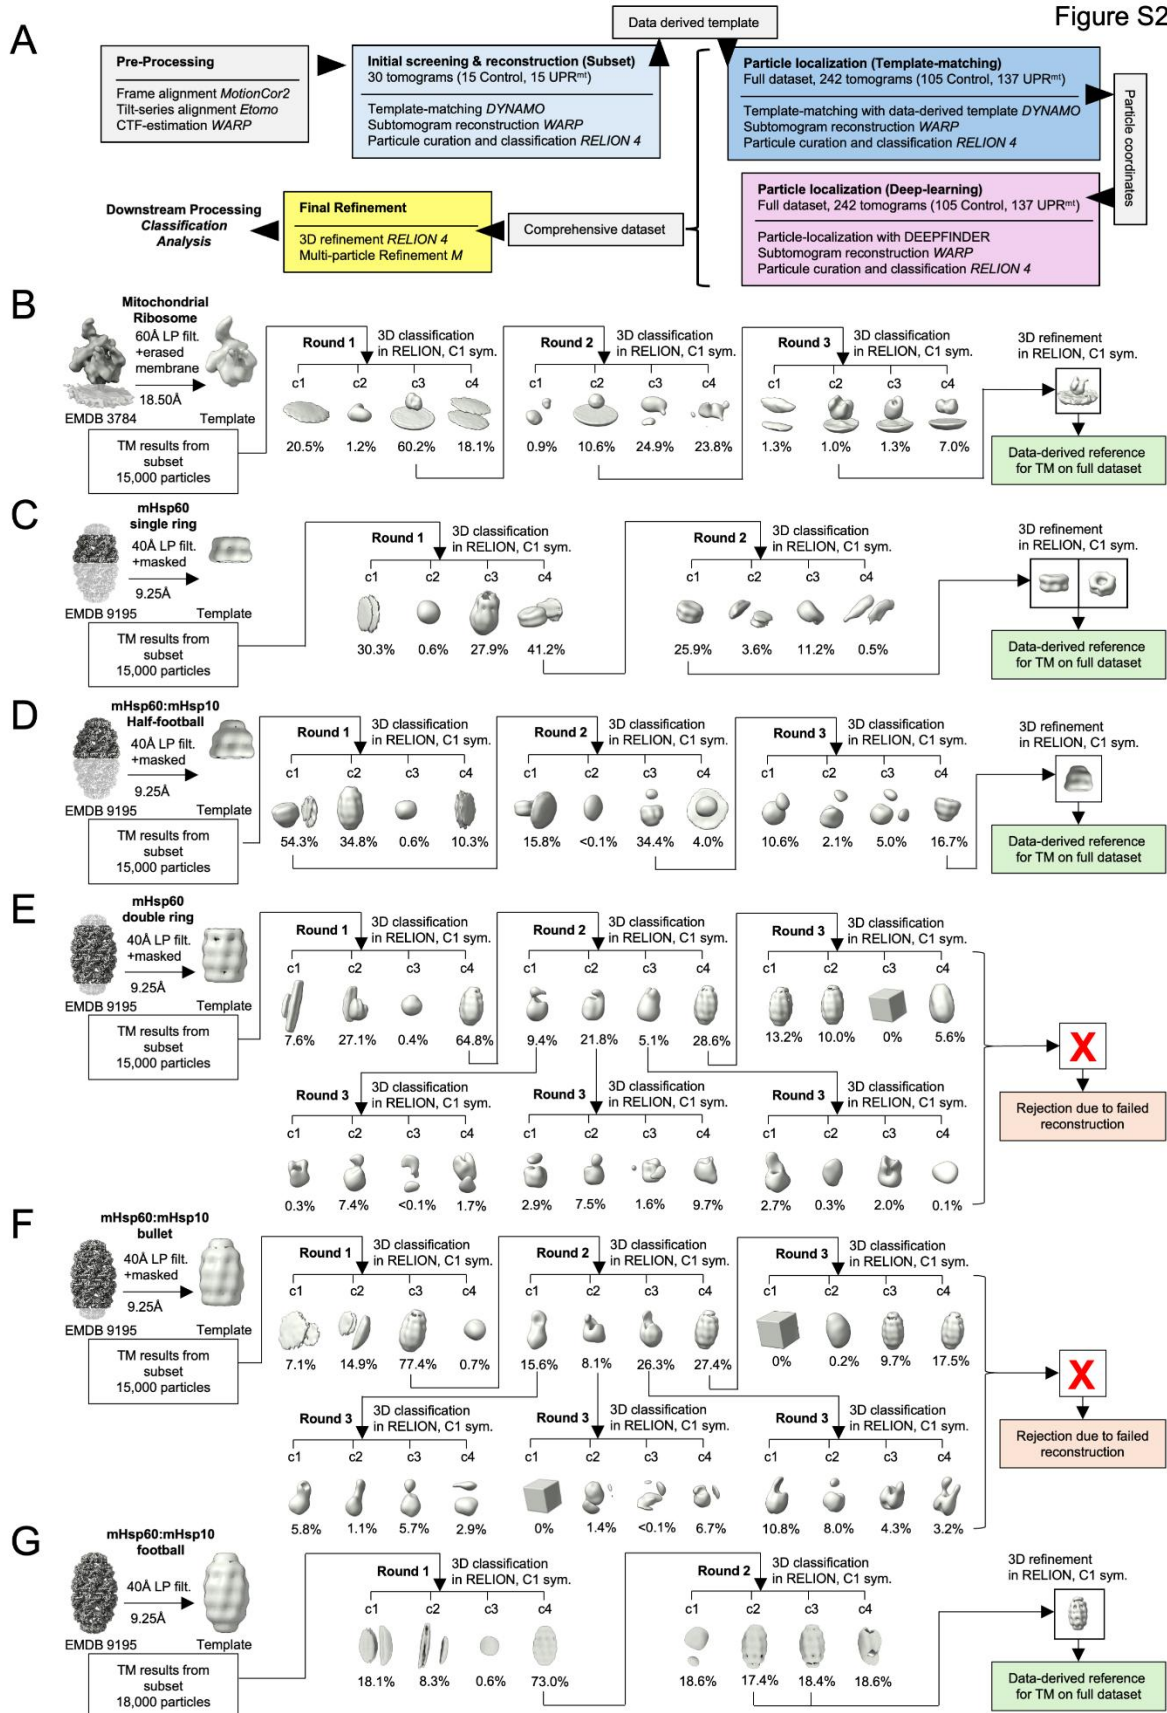 Figure S2
A
Data derived template
Pre-Processing
Frame alignment MotionCor2
Tilt-series alignment Etomo
CTF-estimation WARP
Initial screening & reconstruction (Subset)
30 tomograms (15 Control, 15 UPRmt)
Template-matching DYNAMO
Subtomogram reconstruction WARP
Particule curation and classification RELION 4
Particle localization (Template-matching)
Full dataset, 242 tomograms (105 Control, 137 UPRmt)
Template-matching with data-derived template DYNAMO
Subtomogram reconstruction WARP
Particule curation and classification RELION 4
Particle coordinates
Particle localization (Deep-learning)
Full dataset, 242 tomograms (105 Control, 137 UPRmt)
Particle-localization with DEEPFINDER
Subtomogram reconstruction WARP
Particule curation and classification RELION 4
Comprehensive dataset
Final Refinement
3D refinement RELION 4
Multi-particle Refinement M
Downstream Processing
Classification
Analysis
B
Mitochondrial
Ribosome
60Å LP filt.
+erased
membrane
18.50Å
EMDB 3784 Template
TM results from
subset
15,000 particles
Round 1 3D classification
in RELION, C1 sym.
c1 c2 c3 c4
20.5% 1.2% 60.2% 18.1%
Round 2 3D classification
in RELION, C1 sym.
c1 c2 c3 c4
0.9% 10.6% 24.9% 23.8%
Round 3 3D classification
in RELION, C1 sym.
c1 c2 c3 c4
1.3% 1.0% 1.3% 7.0%
3D refinement
in RELION, C1 sym.
Data-derived reference
for TM on full dataset
C
mHsp60
single ring
40Å LP filt.
+masked
9.25Å
EMDB 9195 Template
TM results from
subset
15,000 particles
Round 1 3D classification
in RELION, C1 sym.
c1 c2 c3 c4
30.3% 0.6% 27.9% 41.2%
Round 2 3D classification
in RELION, C1 sym.
c1 c2 c3 c4
25.9% 3.6% 11.2% 0.5%
3D refinement
in RELION, C1 sym.
Data-derived reference
for TM on full dataset
D
mHsp60:mHsp10
Half-football
40Å LP filt.
+masked
9.25Å
EMDB 9195 Template
TM results from
subset
15,000 particles
Round 1 3D classification
in RELION, C1 sym.
c1 c2 c3 c4
54.3% 34.8% 0.6% 10.3%
Round 2 3D classification
in RELION, C1 sym.
c1 c2 c3 c4
15.8% <0.1% 34.4% 4.0%
Round 3 3D classification
in RELION, C1 sym.
c1 c2 c3 c4
10.6% 2.1% 5.0% 16.7%
3D refinement
in RELION, C1 sym.
Data-derived reference
for TM on full dataset
E
mHsp60
double ring
40Å LP filt.
+masked
9.25Å
EMDB 9195 Template
TM results from
subset
15,000 particles
Round 1 3D classification
in RELION, C1 sym.
c1 c2 c3 c4
7.6% 27.1% 0.4% 64.8%
Round 2 3D classification
in RELION, C1 sym.
c1 c2 c3 c4
9.4% 21.8% 5.1% 28.6%
Round 3 3D classification
in RELION, C1 sym.
c1 c2 c3 c4
13.2% 10.0% 0% 5.6%
Round 3 3D classification
in RELION, C1 sym.
c1 c2 c3 c4
0.3% 7.4% <0.1% 1.7%
Round 3 3D classification
in RELION, C1 sym.
c1 c2 c3 c4
2.9% 7.5% 1.6% 9.7%
Round 3 3D classification
in RELION, C1 sym.
c1 c2 c3 c4
2.7% 0.3% 2.0% 0.1%
X
Rejection due to failed
reconstruction
F
mHsp60:mHsp10
bullet
40Å LP filt.
+masked
9.25Å
EMDB 9195 Template
TM results from
subset
15,000 particles
Round 1 3D classification
in RELION, C1 sym.
c1 c2 c3 c4
7.1% 14.9% 77.4% 0.7%
Round 2 3D classification
in RELION, C1 sym.
c1 c2 c3 c4
15.6% 8.1% 26.3% 27.4%
Round 3 3D classification
in RELION, C1 sym.
c1 c2 c3 c4
0% 0.2% 9.7% 17.5%
Round 3 3D classification
in RELION, C1 sym.
c1 c2 c3 c4
5.8% 1.1% 5.7% 2.9%
Round 3 3D classification
in RELION, C1 sym.
c1 c2 c3 c4
0% 1.4% <0.1% 6.7%
Round 3 3D classification
in RELION, C1 sym.
c1 c2 c3 c4
10.8% 8.0% 4.3% 3.2%
X
Rejection due to failed
reconstruction
G
mHsp60:mHsp10
football
40Å LP filt.
9.25Å
EMDB 9195 Template
TM results from
subset
18,000 particles
Round 1 3D classification
in RELION, C1 sym.
c1 c2 c3 c4
18.1% 8.3% 0.6% 73.0%
Round 2 3D classification
in RELION, C1 sym.
c1 c2 c3 c4
18.6% 17.4% 18.4% 18.6%
3D refinement
in RELION, C1 sym.
Data-derived reference
for TM on full dataset